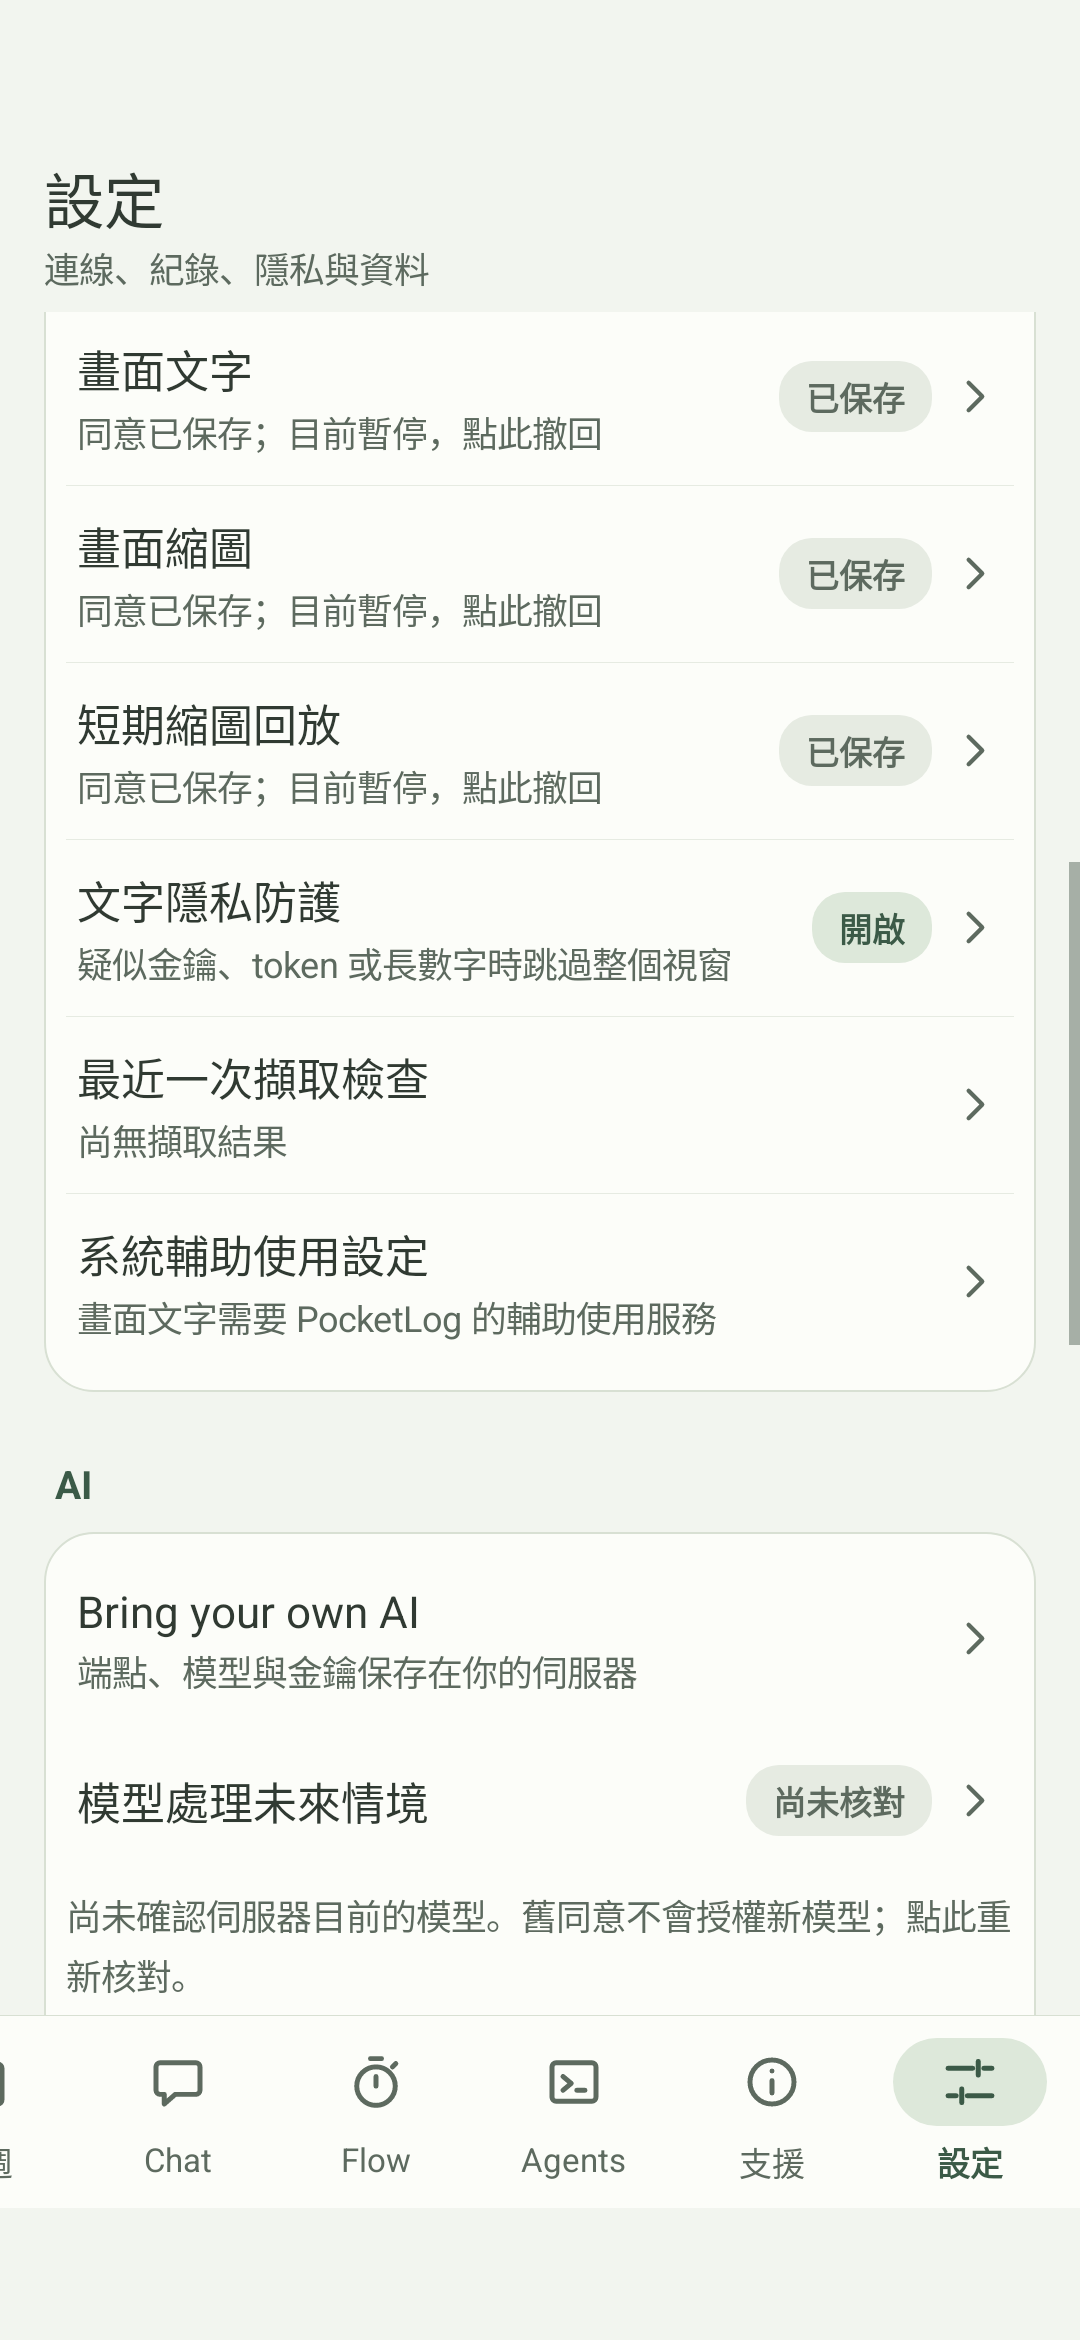 設定
連線、紀錄、隱私與資料
畫面文字
已保存
同意已保存；目前暫停，點此撤回
畫面縮圖
已保存
同意已保存；目前暫停，點此撤回
短期縮圖回放
已保存
同意已保存；目前暫停，點此撤回
文字隱私防護
開啟
疑似金鑰、token 或長數字時跳過整個視窗
最近一次擷取檢查
尚無擷取結果
系統輔助使用設定
畫面文字需要 PocketLog 的輔助使用服務
AI
Bring your own AI
端點、模型與金鑰保存在你的伺服器
模型處理未來情境
尚未核對
尚未確認伺服器目前的模型。舊同意不會授權新模型；點此重
新核對。
Chat
Flow
Agents
支援
設定